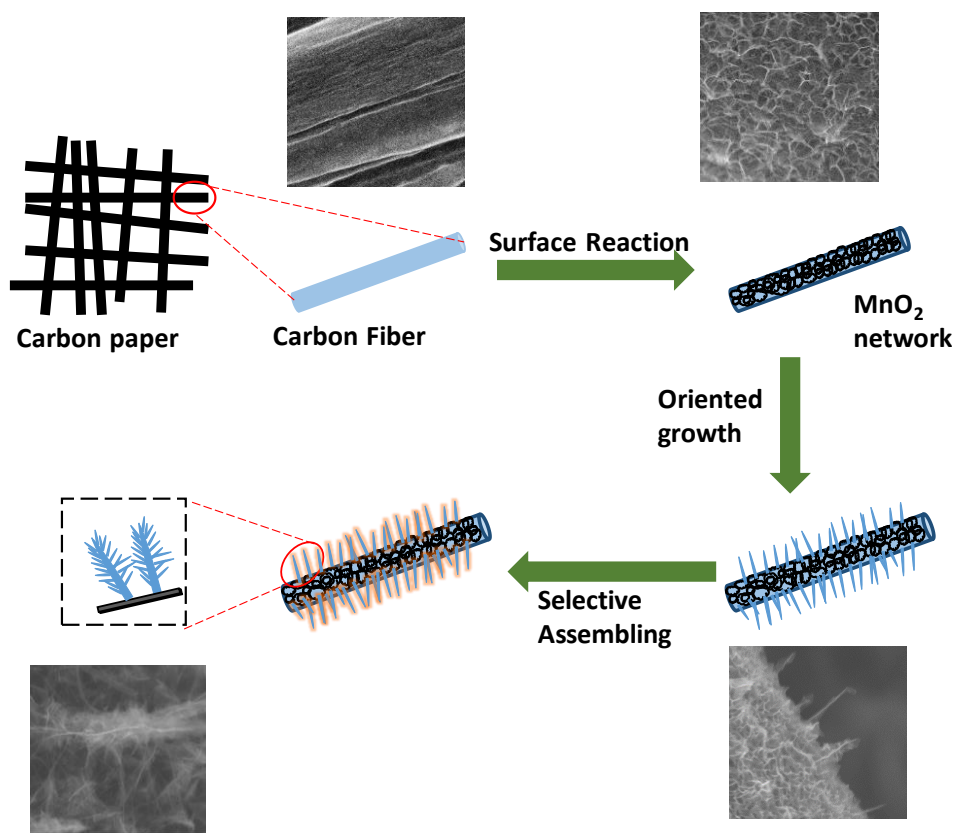 Surface Reaction
Carbon paper
Carbon Fiber
MnO₂
network
Oriented
growth
Selective
Assembling